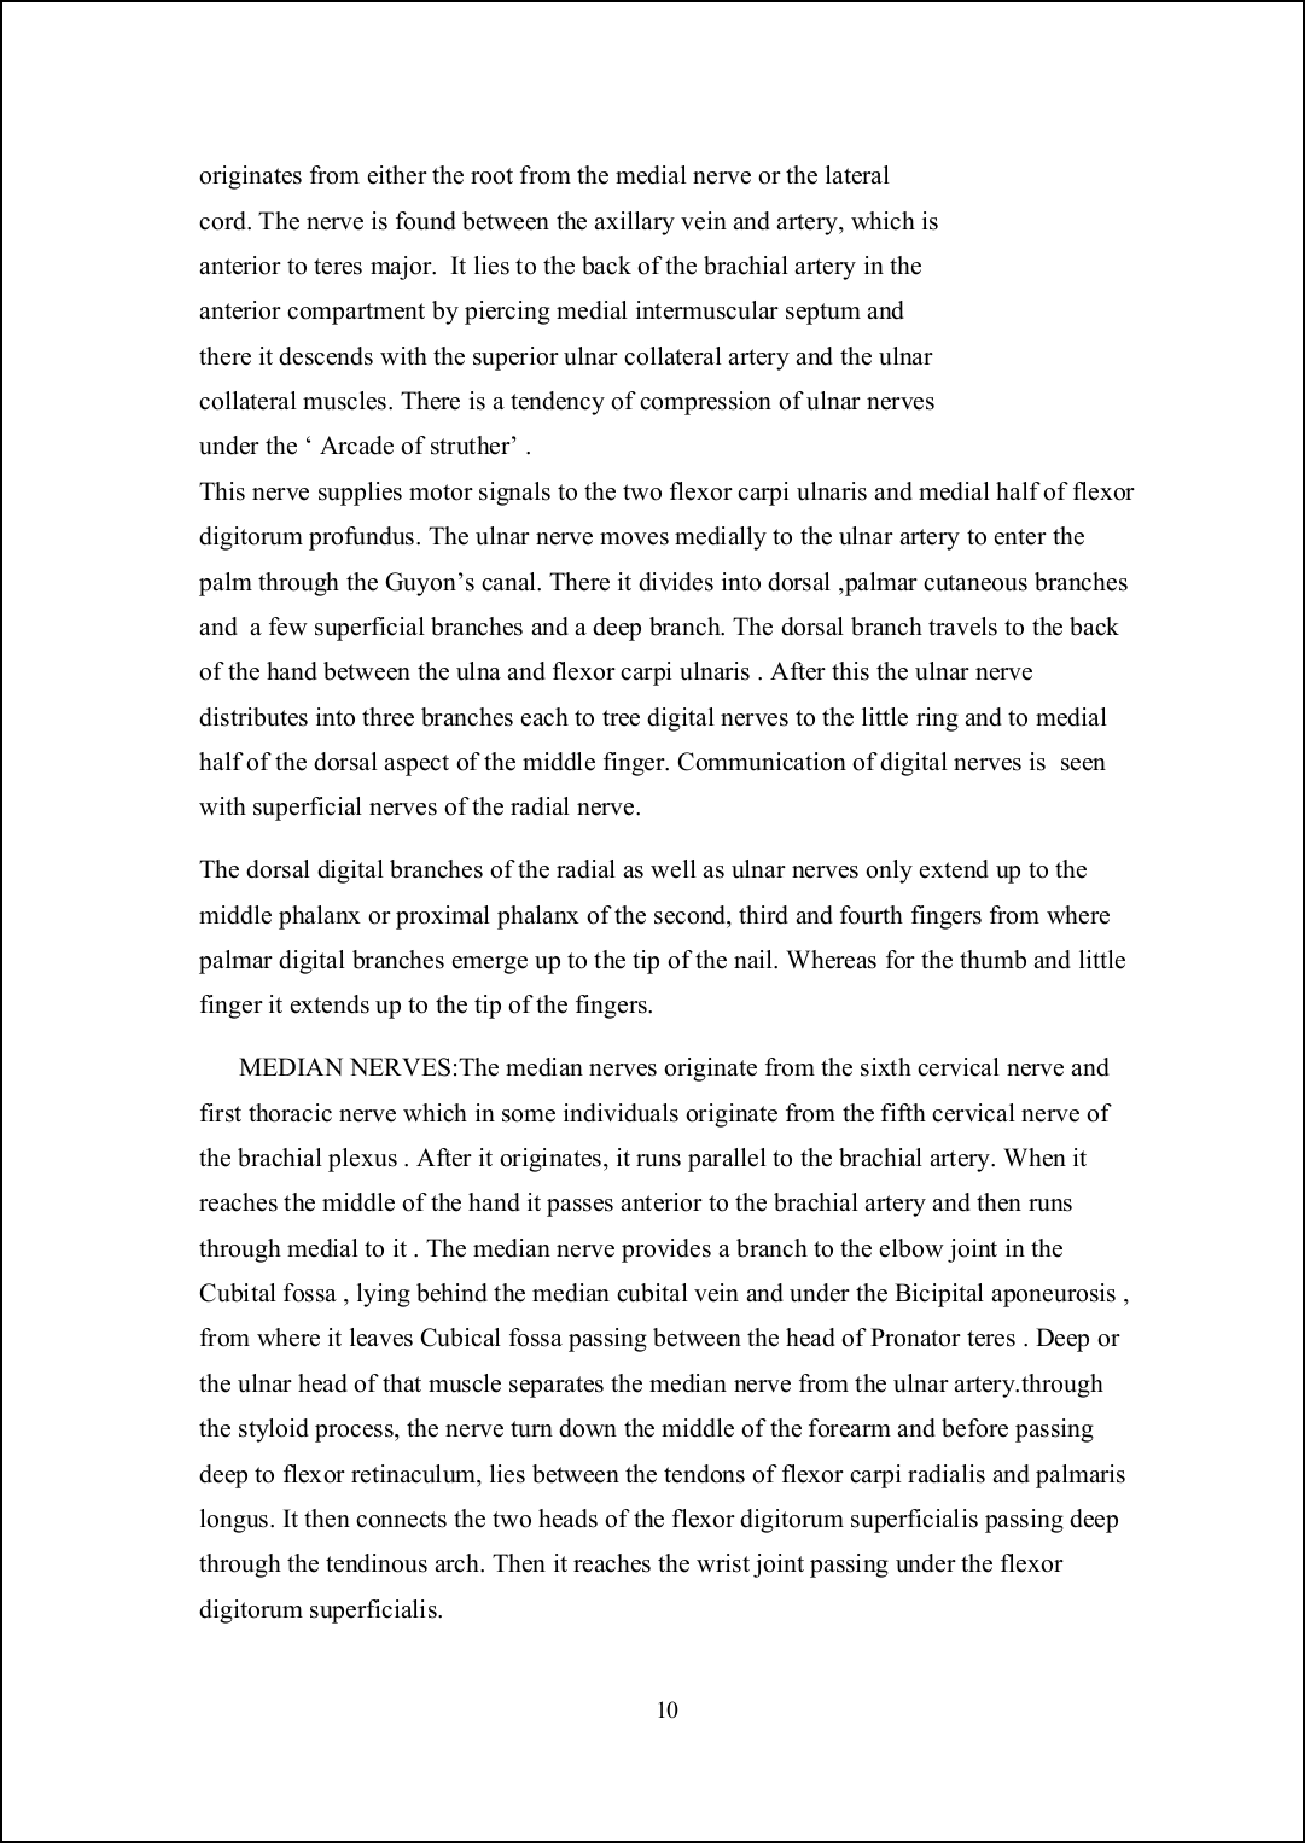 originates from either the root from the medial nerve or the lateral
cord. The nerve is found between the axillary vein and artery, which is
anterior to teres major.  It lies to the back of the brachial artery in the
anterior compartment by piercing medial intermuscular septum and
there it descends with the superior ulnar collateral artery and the ulnar
collateral muscles. There is a tendency of compression of ulnar nerves
under the ‘ Arcade of struther’ .
This nerve supplies motor signals to the two flexor carpi ulnaris and medial half of flexor
digitorum profundus. The ulnar nerve moves medially to the ulnar artery to enter the
palm through the Guyon’s canal. There it divides into dorsal ,palmar cutaneous branches
and  a few superficial branches and a deep branch. The dorsal branch travels to the back
of the hand between the ulna and flexor carpi ulnaris . After this the ulnar nerve
distributes into three branches each to tree digital nerves to the little ring and to medial
half of the dorsal aspect of the middle finger. Communication of digital nerves is  seen
with superficial nerves of the radial nerve.
The dorsal digital branches of the radial as well as ulnar nerves only extend up to the
middle phalanx or proximal phalanx of the second, third and fourth fingers from where
palmar digital branches emerge up to the tip of the nail. Whereas for the thumb and little
finger it extends up to the tip of the fingers.
MEDIAN NERVES:The median nerves originate from the sixth cervical nerve and
first thoracic nerve which in some individuals originate from the fifth cervical nerve of
the brachial plexus . After it originates, it runs parallel to the brachial artery. When it
reaches the middle of the hand it passes anterior to the brachial artery and then runs
through medial to it . The median nerve provides a branch to the elbow joint in the
Cubital fossa , lying behind the median cubital vein and under the Bicipital aponeurosis ,
from where it leaves Cubical fossa passing between the head of Pronator teres . Deep or
the ulnar head of that muscle separates the median nerve from the ulnar artery.through
the styloid process, the nerve turn down the middle of the forearm and before passing
deep to flexor retinaculum, lies between the tendons of flexor carpi radialis and palmaris
longus. It then connects the two heads of the flexor digitorum superficialis passing deep
through the tendinous arch. Then it reaches the wrist joint passing under the flexor
digitorum superficialis.
10